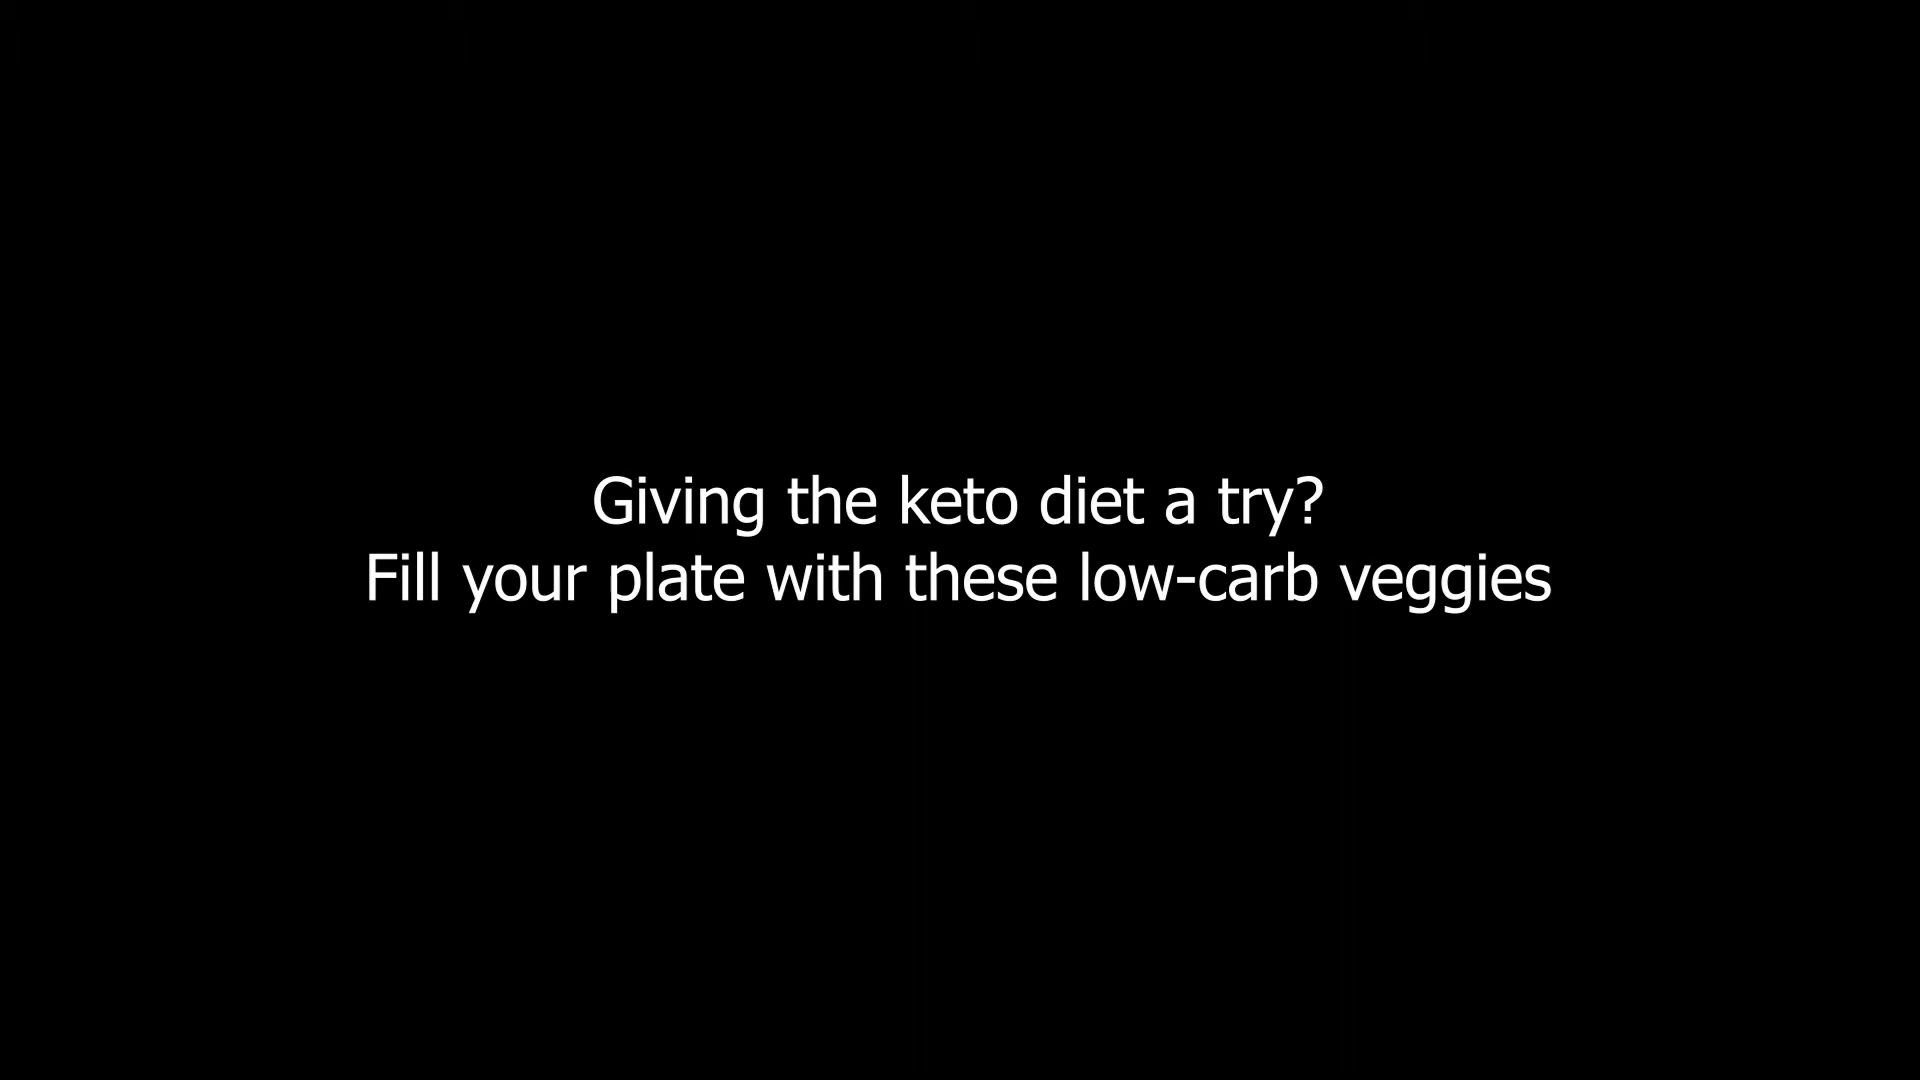 Giving the keto diet a try?
Fill your plate with these low-carb veggies